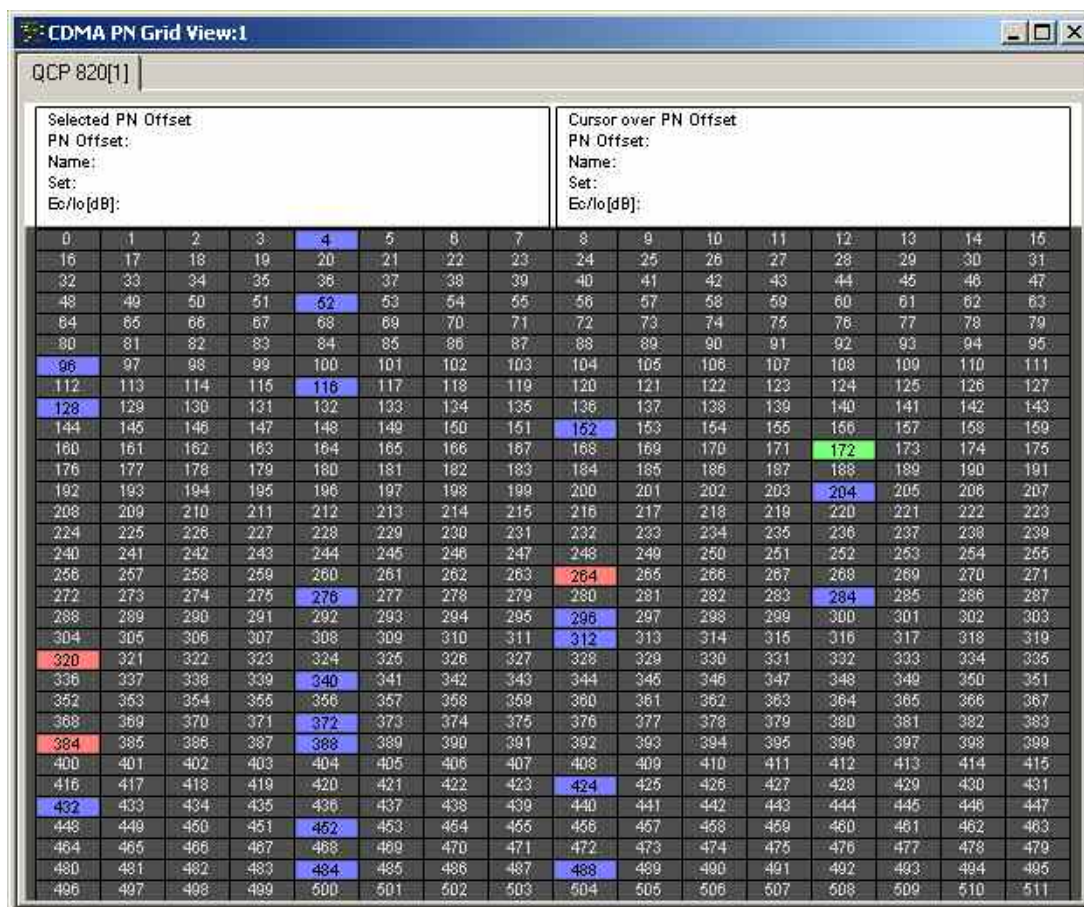 CDMA PN Grid View:1
QCP 820[1]
Selected PN Offset
PN Offset:
Name:
Set:
Ec/Io[dB]:
Cursor over PN Offset
PN Offset:
Name:
Set:
Ec/Io[dB]:
0 1 2 3 4 5 6 7 8 9 10 11 12 13 14 15
16 17 18 19 20 21 22 23 24 25 26 27 28 29 30 31
32 33 34 35 36 37 38 39 40 41 42 43 44 45 46 47
48 49 50 51 52 53 54 55 56 57 58 59 60 61 62 63
64 65 66 67 68 69 70 71 72 73 74 75 76 77 78 79
80 81 82 83 84 85 86 87 88 89 90 91 92 93 94 95
96 97 98 99 100 101 102 103 104 105 106 107 108 109 110 111
112 113 114 115 116 117 118 119 120 121 122 123 124 125 126 127
128 129 130 131 132 133 134 135 136 137 138 139 140 141 142 143
144 145 146 147 148 149 150 151 152 153 154 155 156 157 158 159
160 161 162 163 164 165 166 167 168 169 170 171 172 173 174 175
176 177 178 179 180 181 182 183 184 185 186 187 188 189 190 191
192 193 194 195 196 197 198 199 200 201 202 203 204 205 206 207
208 209 210 211 212 213 214 215 216 217 218 219 220 221 222 223
224 225 226 227 228 229 230 231 232 233 234 235 236 237 238 239
240 241 242 243 244 245 246 247 248 249 250 251 252 253 254 255
256 257 258 259 260 261 262 263 264 265 266 267 268 269 270 271
272 273 274 275 276 277 278 279 280 281 282 283 284 285 286 287
288 289 290 291 292 293 294 295 296 297 298 299 300 301 302 303
304 305 306 307 308 309 310 311 312 313 314 315 316 317 318 319
320 321 322 323 324 325 326 327 328 329 330 331 332 333 334 335
336 337 338 339 340 341 342 343 344 345 346 347 348 349 350 351
352 353 354 355 356 357 358 359 360 361 362 363 364 365 366 367
368 369 370 371 372 373 374 375 376 377 378 379 380 381 382 383
384 385 386 387 388 389 390 391 392 393 394 395 396 397 398 399
400 401 402 403 404 405 406 407 408 409 410 411 412 413 414 415
416 417 418 419 420 421 422 423 424 425 426 427 428 429 430 431
432 433 434 435 436 437 438 439 440 441 442 443 444 445 446 447
448 449 450 451 452 453 454 455 456 457 458 459 460 461 462 463
464 465 466 467 468 469 470 471 472 473 474 475 476 477 478 479
480 481 482 483 484 485 486 487 488 489 490 491 492 493 494 495
496 497 498 499 500 501 502 503 504 505 506 507 508 509 510 511